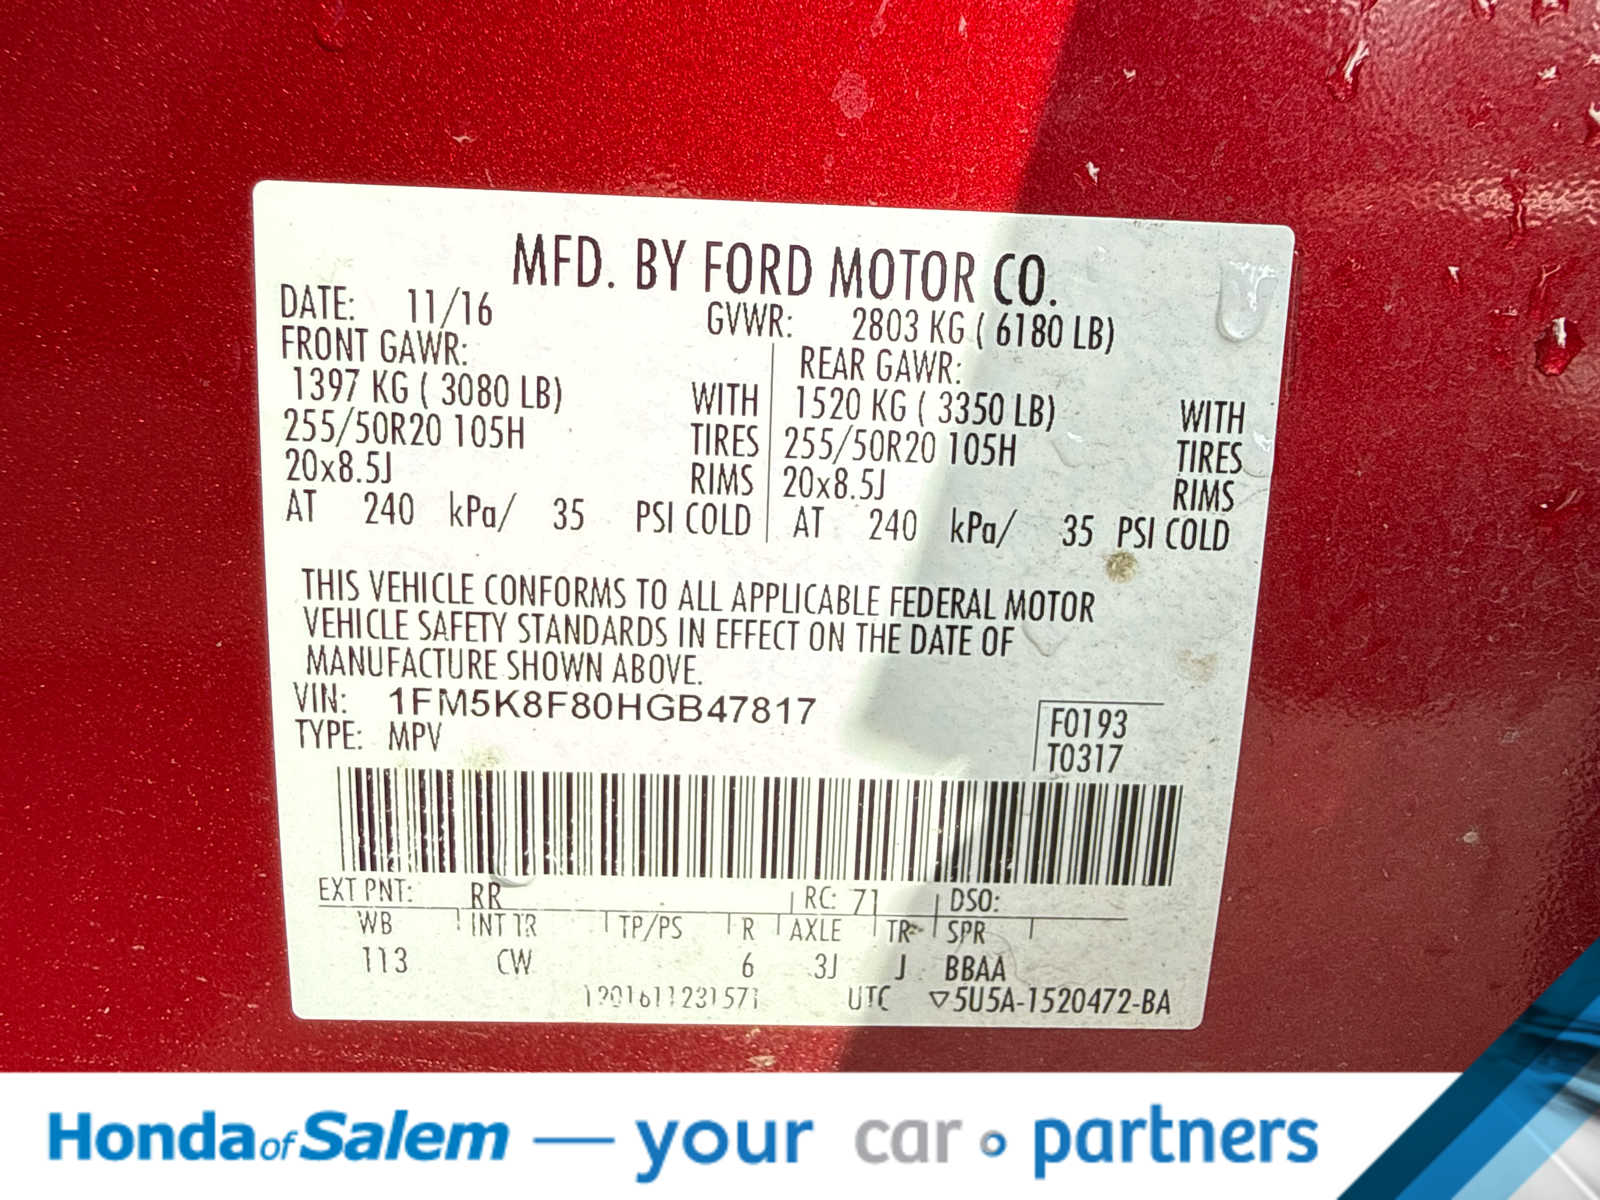 MFD. BY FORD MOTOR CO.
DATE: 11/16 GVWR: 2803 KG ( 6180 LB)
FRONT GAWR: REAR GAWR:
1397 KG ( 3080 LB) WITH 1520 KG ( 3350 LB) WITH
255/50R20 105H TIRES 255/50R20 105H TIRES
20x8.5J RIMS 20x8.5J RIMS
AT 240 kPa/ 35 PSI COLD AT 240 kPa/ 35 PSI COLD
THIS VEHICLE CONFORMS TO ALL APPLICABLE FEDERAL MOTOR
VEHICLE SAFETY STANDARDS IN EFFECT ON THE DATE OF
MANUFACTURE SHOWN ABOVE.
VIN: 1FM5K8F80HGB47817
F0193
TYPE: MPV
T0317
EXT PNT: RR RC: 71 DSO:
WB INT TR TP/PS R AXLE TR SPR
113 CW 6 3J J BBAA
UTC ▽5U5A-1520472-BA
Honda of Salem — your car partners